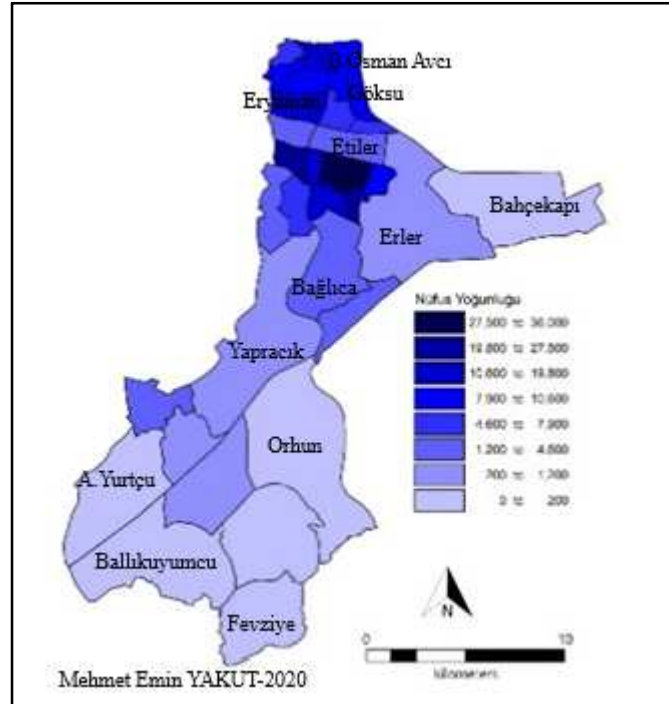 Osman Avcı
Göksu
Eryaman
Etiler
Bahçekapı
Erler
Bağlıca
Nüfus Yoğunluğu
27,500 to 36,000
19,800 to 27,500
10,600 to 19,800
7,900 to 10,600
4,600 to 7,900
1,200 to 4,600
200 to 1,200
0 to 200
Yapracık
Orhun
A.Yurtçu
Ballıkuyumcu
Fevziye
N
0
10
kilometers
Mehmet Emin YAKUT-2020